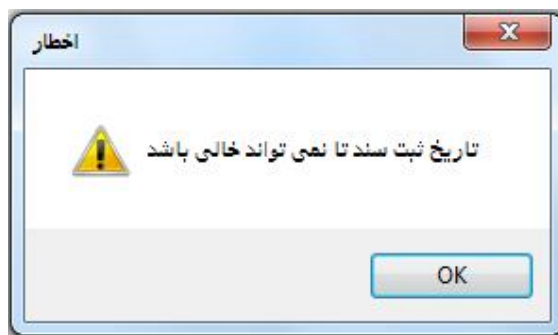 اخطار
تاریخ ثبت سند تا نمی تواند خالی باشد
OK